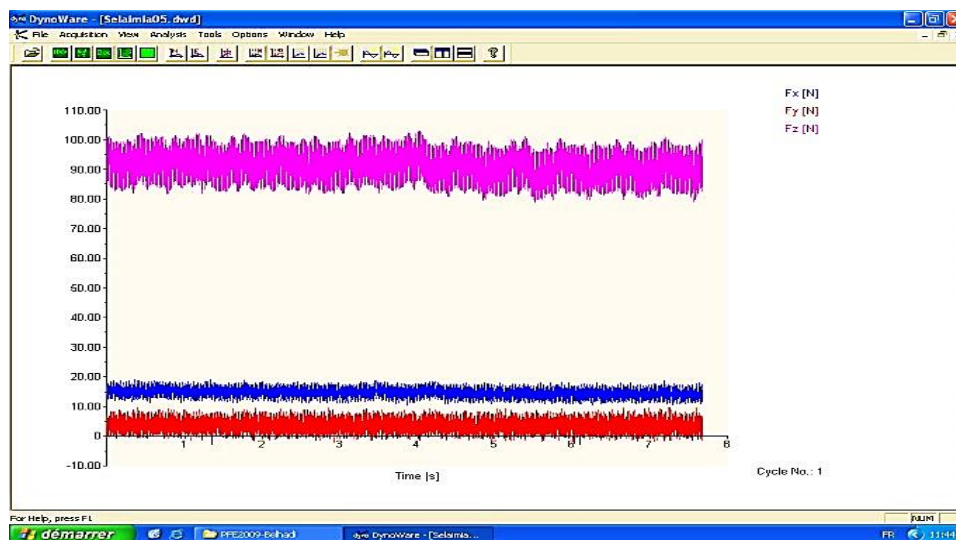 DynoWare - [Selaimia05.dwd]
File Acquisition View Analysis Tools Options Window Help
Fx [N]
Fy [N]
Fz [N]
110.00
100.00
90.00
80.00
70.00
60.00
50.00
40.00
30.00
20.00
10.00
0
-10.00
1 2 3 4 5 6 7 8
Time [s]
Cycle No.: 1
For Help, press F1
NUM
démarrer PFE2009-Belhadi DynoWare - [Selaimia... FR 11:44